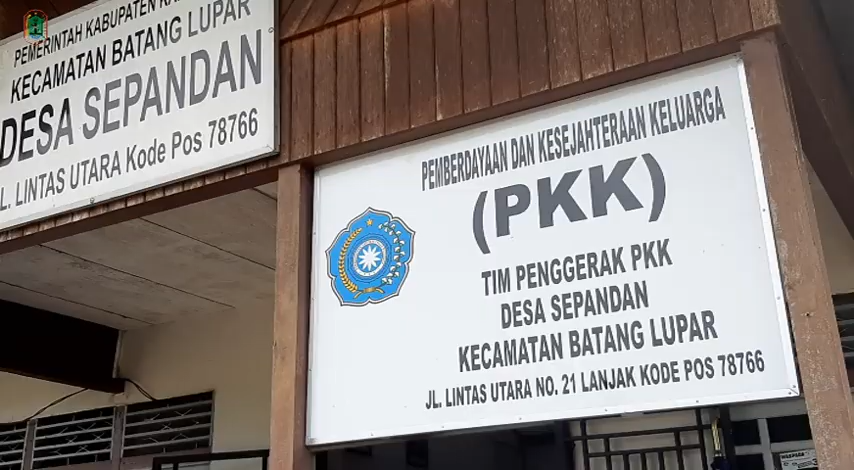 PEMERINTAH KABUPATEN
KECAMATAN BATANG LUPAR
DESA SEPANDAN
JL. LINTAS UTARA Kode Pos 78766
PEMBERDAYAAN DAN KESEJAHTERAAN KELUARGA
(PKK)
TIM PENGGERAK PKK
DESA SEPANDAN
KECAMATAN BATANG LUPAR
JL. LINTAS UTARA NO. 21 LANJAK KODE POS 78766